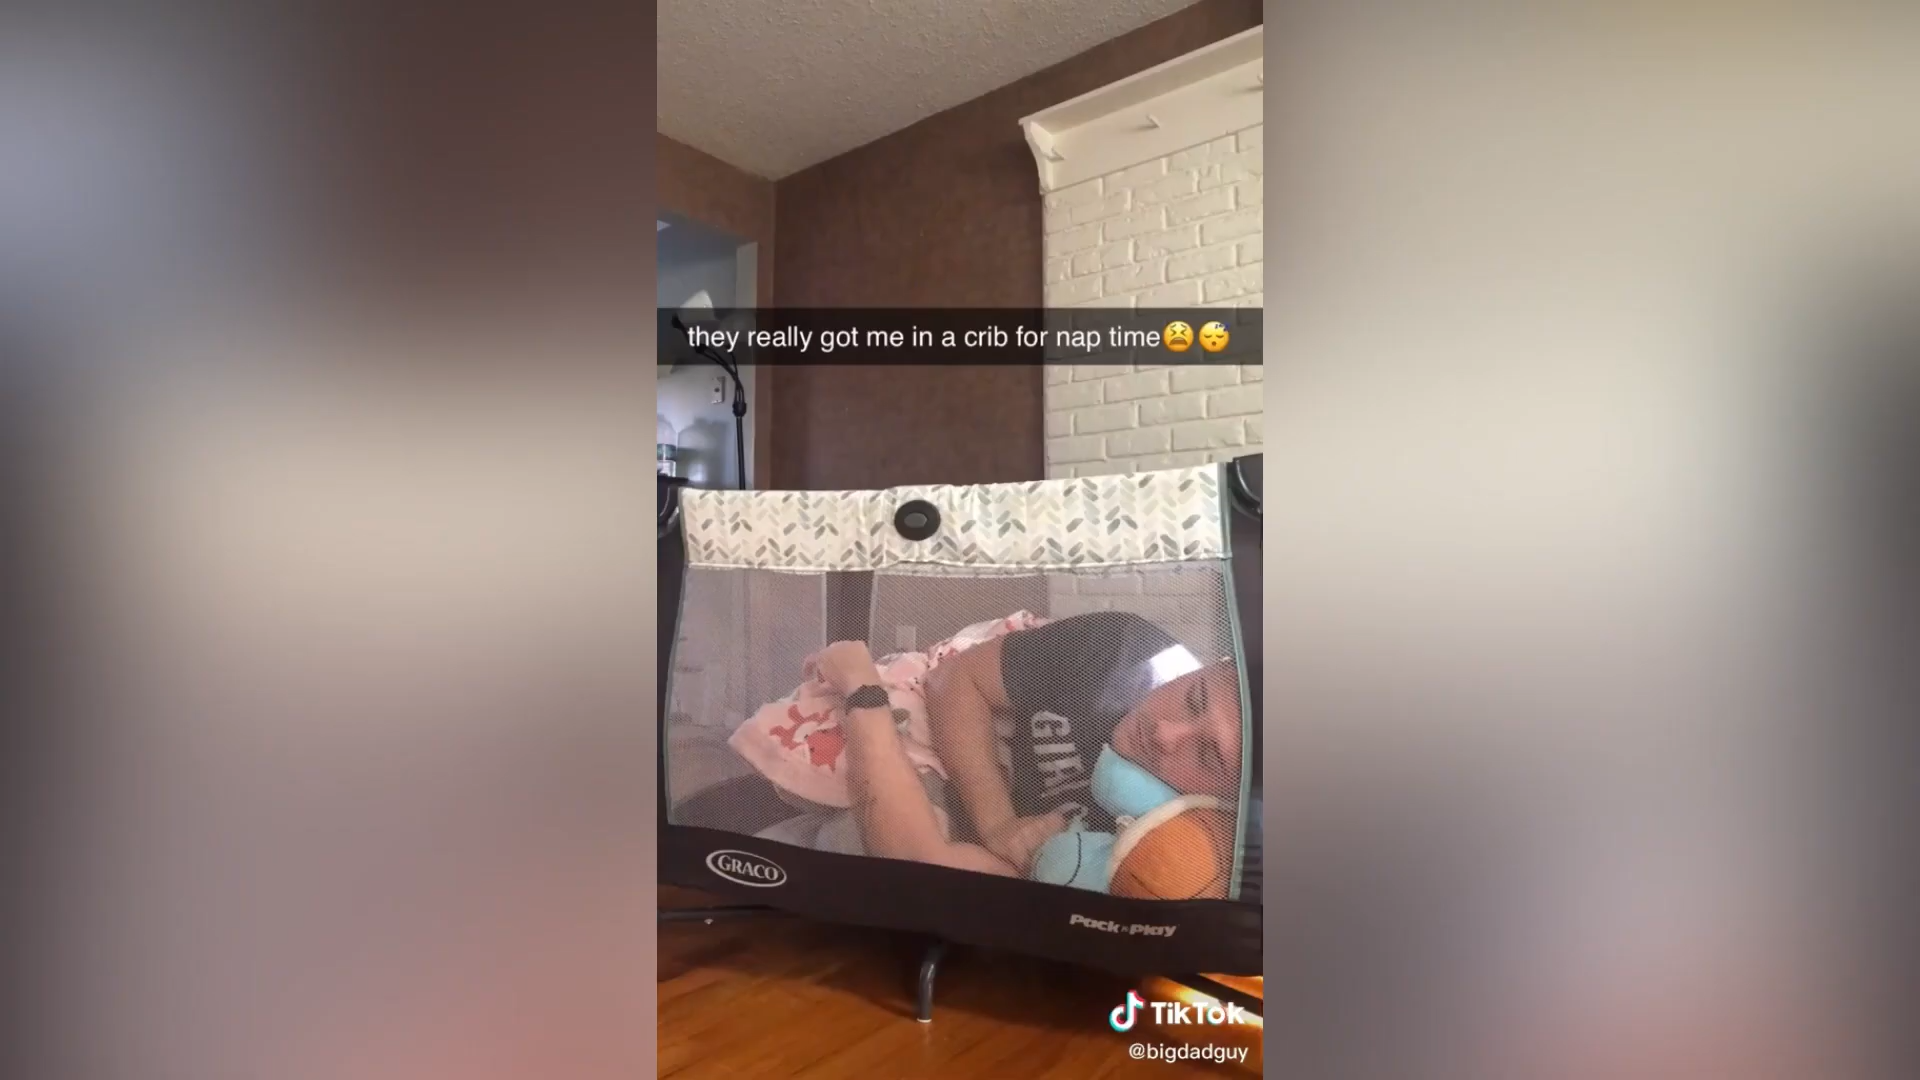 they really got me in a crib for nap time😫😴
GRACO
Pack n Play
TikTok
@bigdadguy